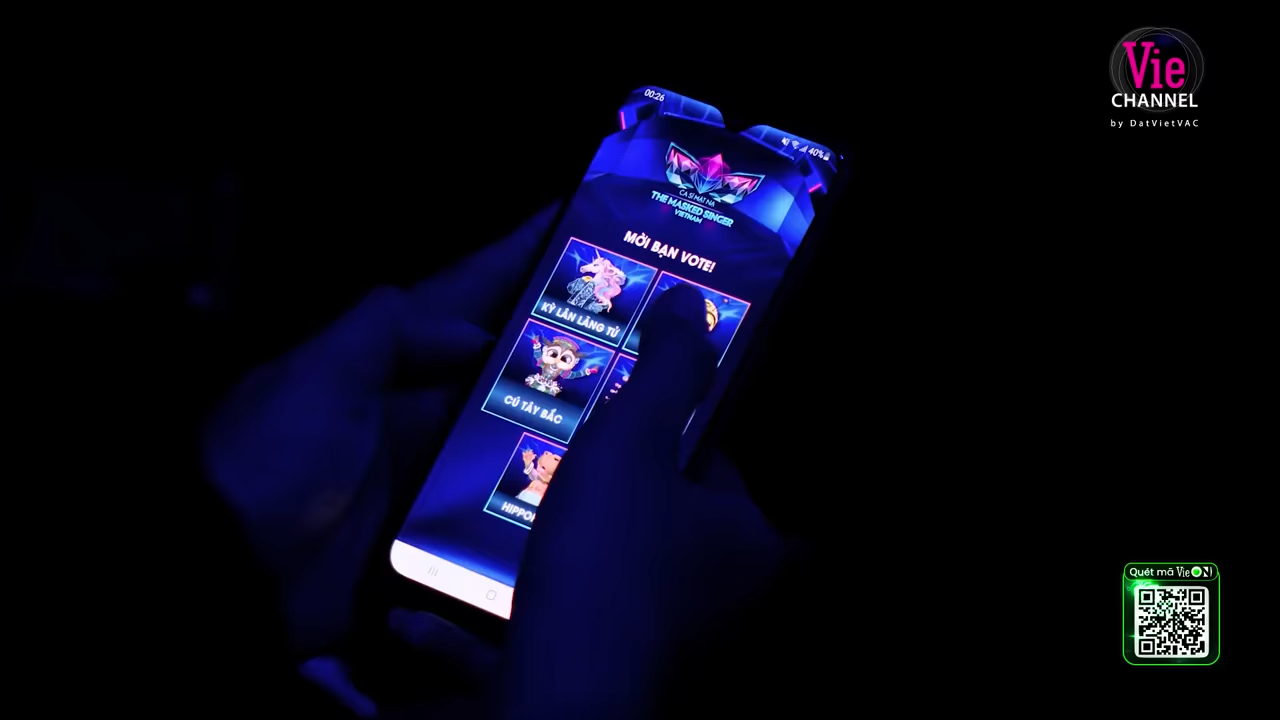 Vie
CHANNEL
by DatVietVAC
00:26
40%
CA SĨ MẶT NẠ
THE MASKED SINGER
VIETNAM
MỜI BẠN VOTE!
KỲ LÂN LÃNG TỬ
CÚ TÂY BẮC
Quét mã VieON